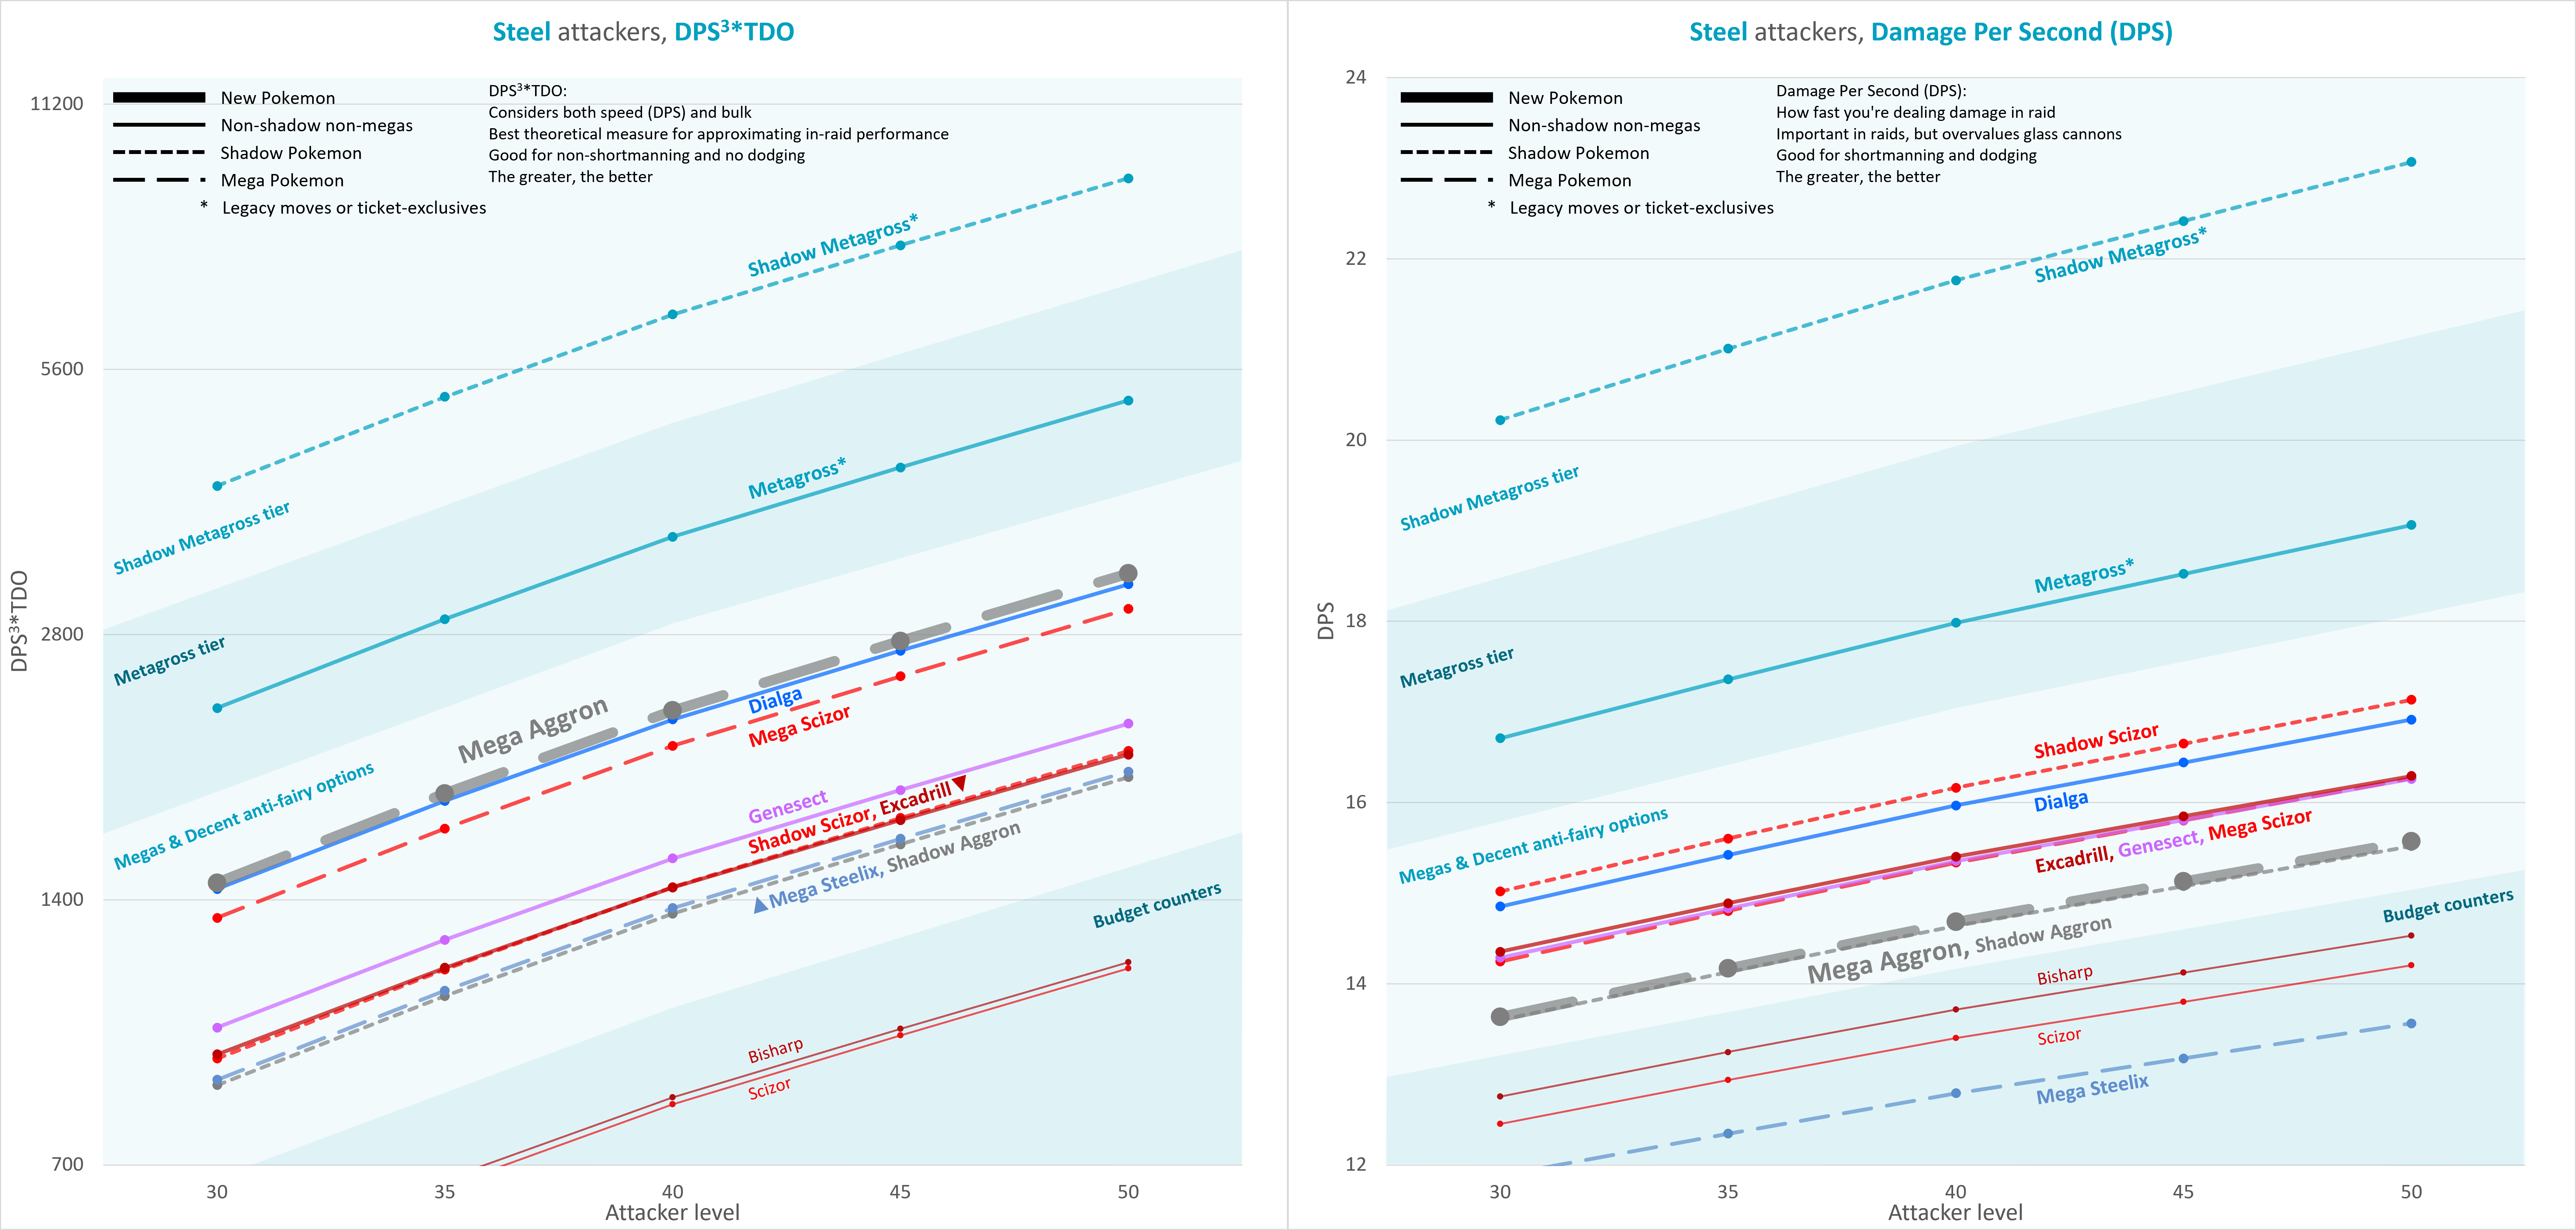 Steel attackers, DPS³*TDO
New Pokemon
Non-shadow non-megas
Shadow Pokemon
Mega Pokemon
* Legacy moves or ticket-exclusives
DPS³*TDO:
Considers both speed (DPS) and bulk
Best theoretical measure for approximating in-raid performance
Good for non-shortmanning and no dodging
The greater, the better
11200
5600
2800
1400
700
DPS³*TDO
Shadow Metagross*
Shadow Metagross tier
Metagross*
Metagross tier
Mega Aggron
Dialga
Mega Scizor
Megas & Decent anti-fairy options
Genesect
Shadow Scizor, Excadrill
Mega Steelix, Shadow Aggron
Budget counters
Bisharp
Scizor
30
35
40
45
50
Attacker level
Steel attackers, Damage Per Second (DPS)
New Pokemon
Non-shadow non-megas
Shadow Pokemon
Mega Pokemon
* Legacy moves or ticket-exclusives
Damage Per Second (DPS):
How fast you're dealing damage in raid
Important in raids, but overvalues glass cannons
Good for shortmanning and dodging
The greater, the better
24
22
20
18
16
14
12
DPS
Shadow Metagross*
Shadow Metagross tier
Metagross*
Metagross tier
Shadow Scizor
Dialga
Megas & Decent anti-fairy options
Excadrill, Genesect, Mega Scizor
Mega Aggron, Shadow Aggron
Budget counters
Bisharp
Scizor
Mega Steelix
30
35
40
45
50
Attacker level